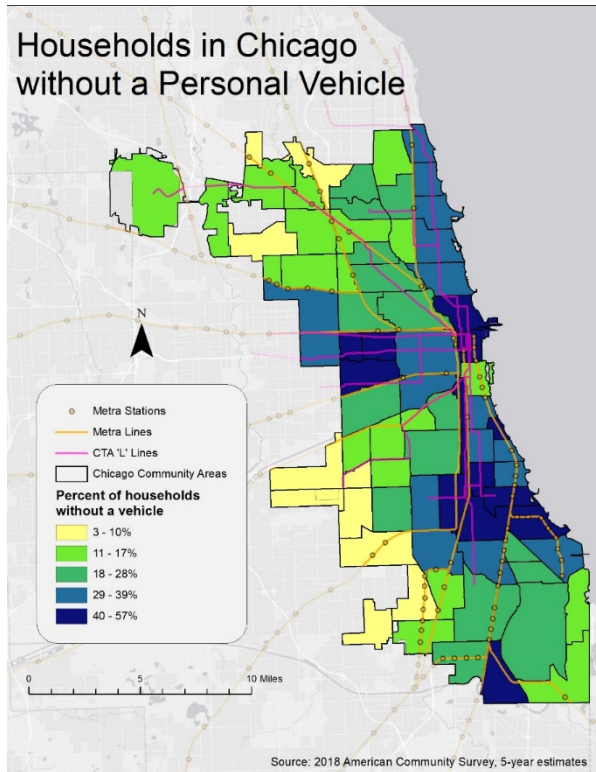 Households in Chicago
without a Personal Vehicle
N
Metra Stations
Metra Lines
CTA 'L' Lines
Chicago Community Areas
Percent of households
without a vehicle
3 - 10%
11 - 17%
18 - 28%
29 - 39%
40 - 57%
0 5 10 Miles
Source: 2018 American Community Survey, 5-year estimates